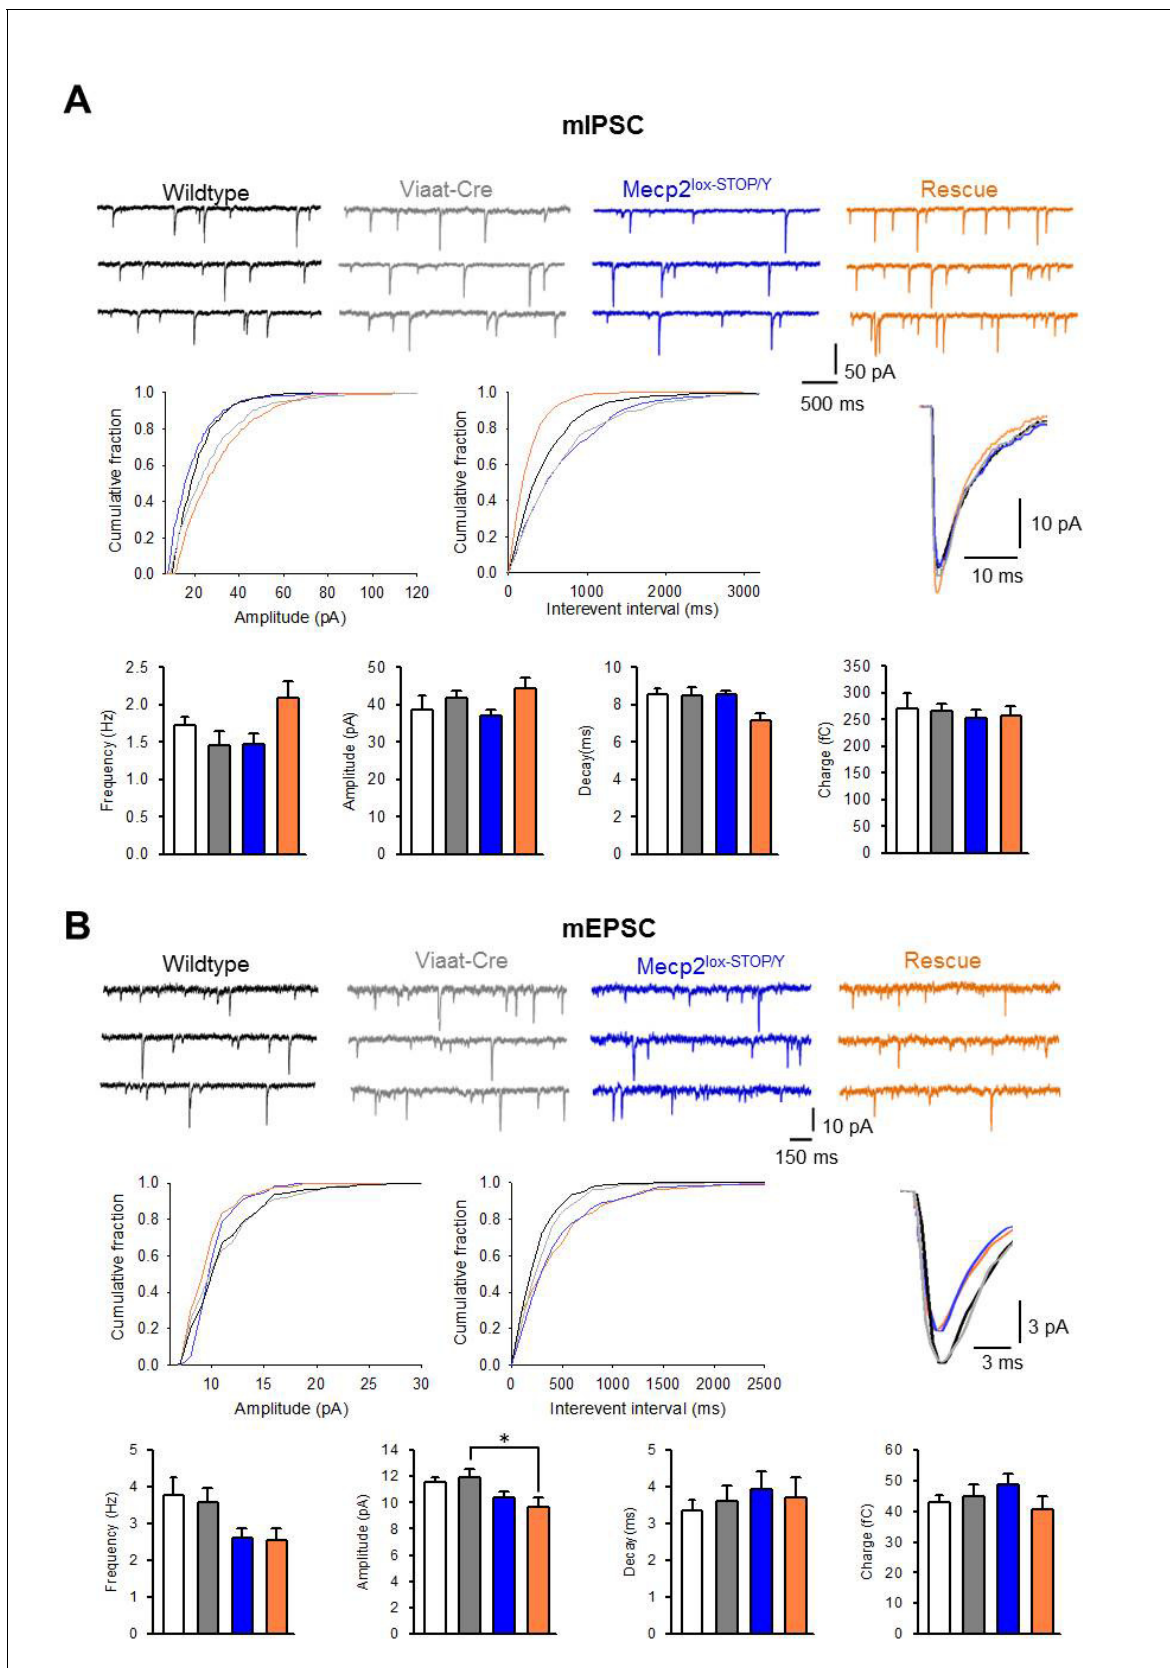 A
mIPSC
Wildtype Viaat-Cre Mecp2lox-STOP/Y Rescue
50 pA
500 ms
1.0 1.0
0.8 0.8
0.6 0.6
0.4 0.4
0.2 0.2
0.0 0.0
Cumulative fraction Cumulative fraction
20 40 60 80 100 120 0 1000 2000 3000
Amplitude (pA) Interevent interval (ms)
10 pA
10 ms
2.5 50 10 350
2.0 40 8 300
1.5 30 6 250
1.0 20 4 200
0.5 10 2 150
0.0 0 0 100
50
0
Frequency (Hz) Amplitude (pA) Decay(ms) Charge (fC)
B
mEPSC
Wildtype Viaat-Cre Mecp2lox-STOP/Y Rescue
10 pA
150 ms
1.0 1.0
0.8 0.8
0.6 0.6
0.4 0.4
0.2 0.2
0.0 0.0
Cumulative fraction Cumulative fraction
10 15 20 25 30 0 500 1000 1500 2000 2500
Amplitude (pA) Interevent interval (ms)
3 pA
3 ms
*
5 14 5 60
4 12 4 50
3 10 3 40
2 8 2 30
1 6 1 20
0 4 0 10
2 0
0
Frequency (Hz) Amplitude (pA) Decay(ms) Charge (fC)